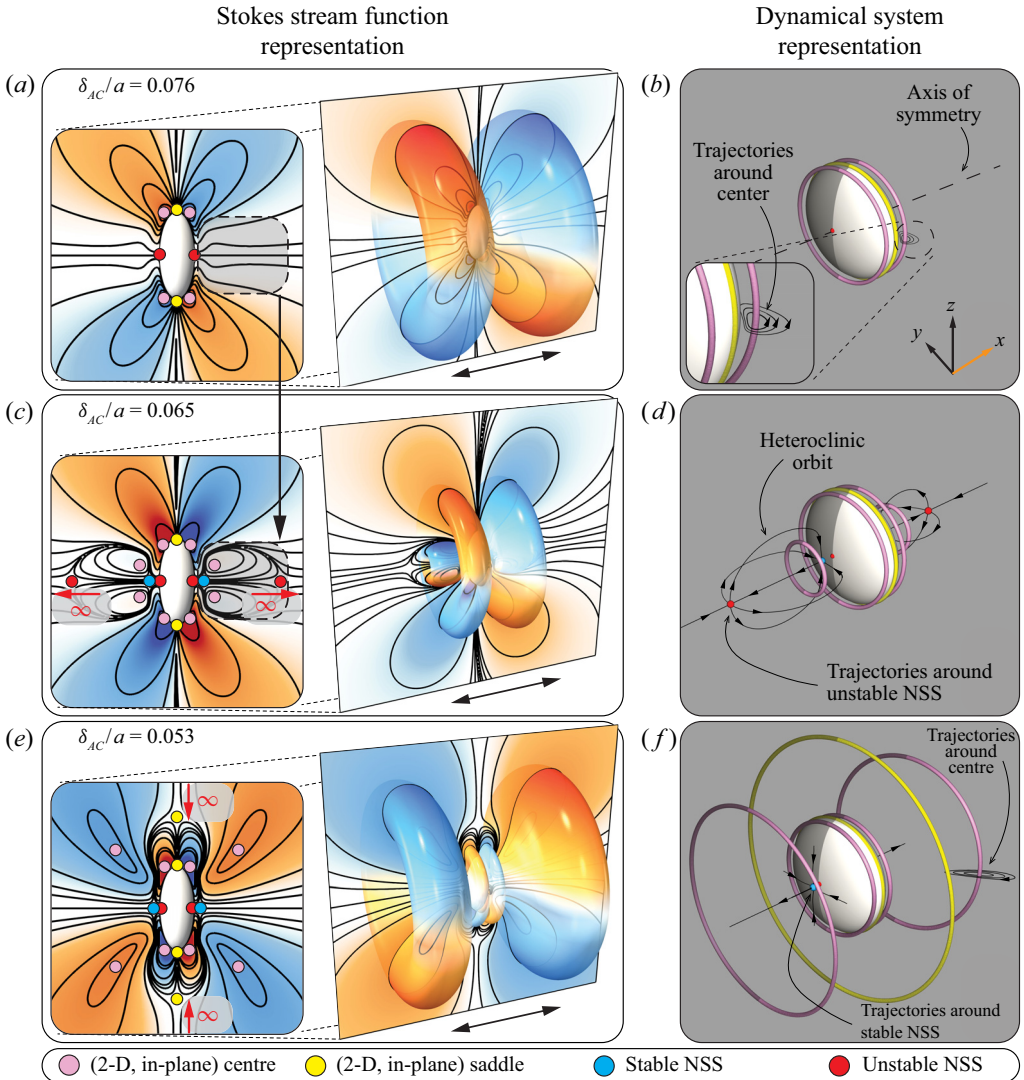 Stokes stream function
representation
Dynamical system
representation
(a)
δ_AC/a = 0.076
(b)
Axis of
symmetry
Trajectories
around
center
z
y
x
(c)
δ_AC/a = 0.065
∞
∞
(d)
Heteroclinic
orbit
Trajectories around
unstable NSS
(e)
δ_AC/a = 0.053
∞
∞
(f)
Trajectories
around
centre
Trajectories around
stable NSS
(2-D, in-plane) centre
(2-D, in-plane) saddle
Stable NSS
Unstable NSS